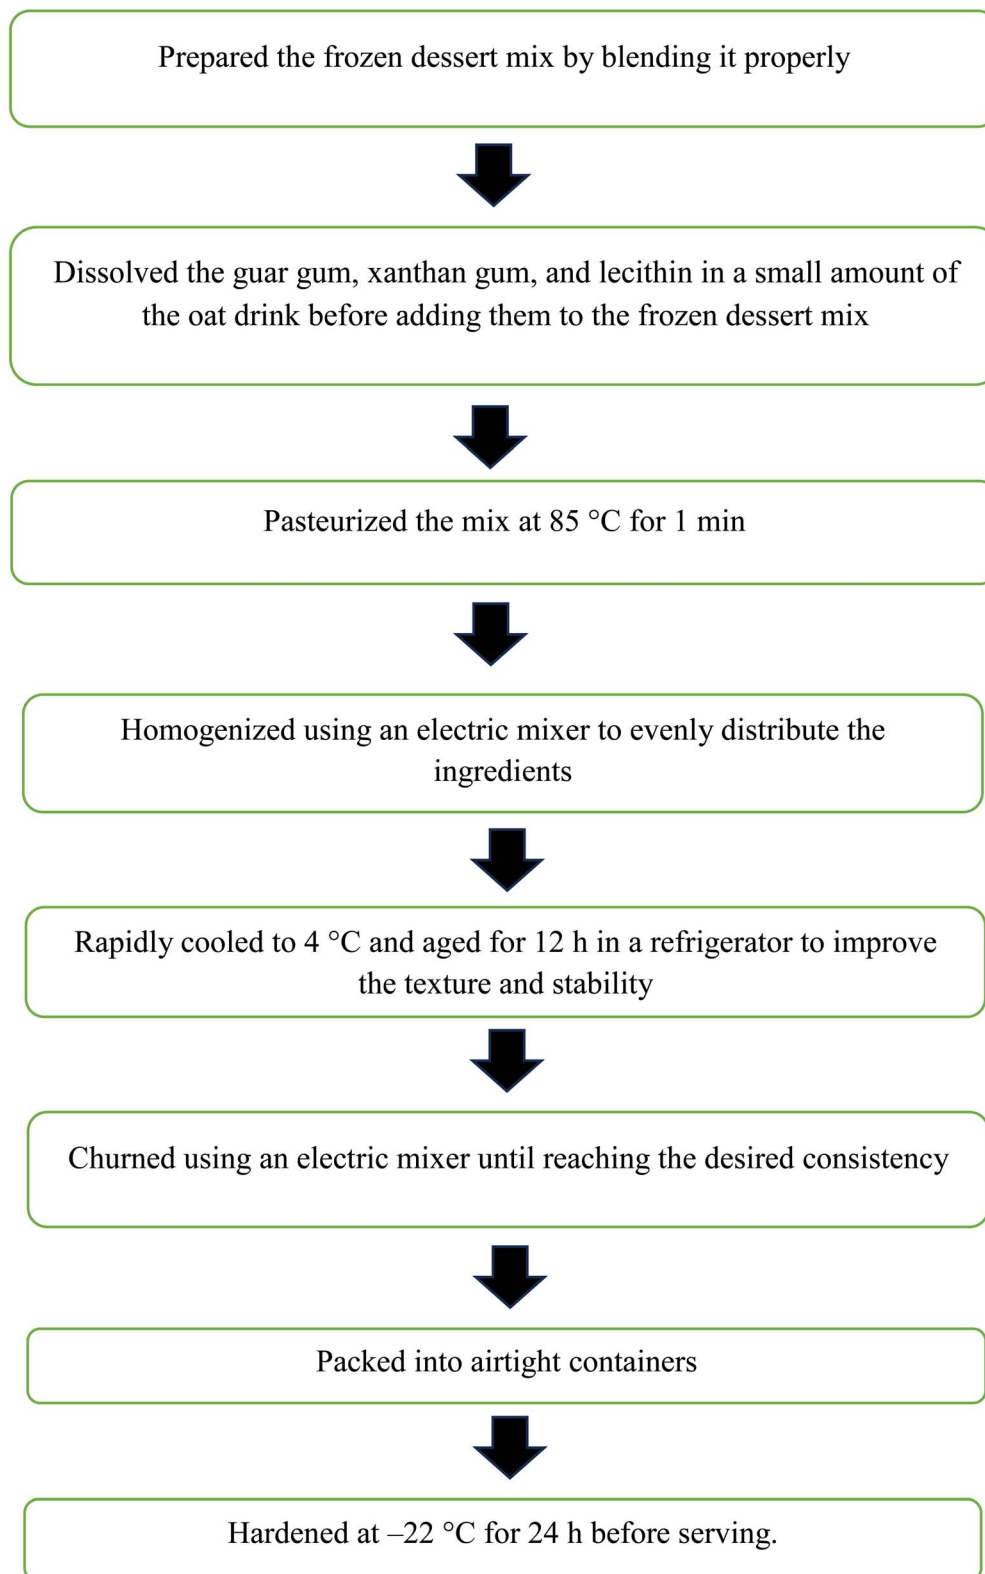 Prepared the frozen dessert mix by blending it properly
Dissolved the guar gum, xanthan gum, and lecithin in a small amount of
the oat drink before adding them to the frozen dessert mix
Pasteurized the mix at 85 °C for 1 min
Homogenized using an electric mixer to evenly distribute the
ingredients
Rapidly cooled to 4 °C and aged for 12 h in a refrigerator to improve
the texture and stability
Churned using an electric mixer until reaching the desired consistency
Packed into airtight containers
Hardened at –22 °C for 24 h before serving.